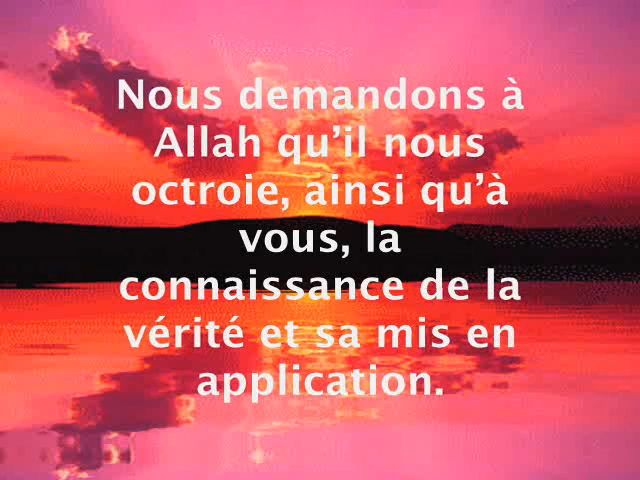 Nous demandons à
Allah qu’il nous
octroie, ainsi qu’à
vous, la
connaissance de la
vérité et sa mis en
application.